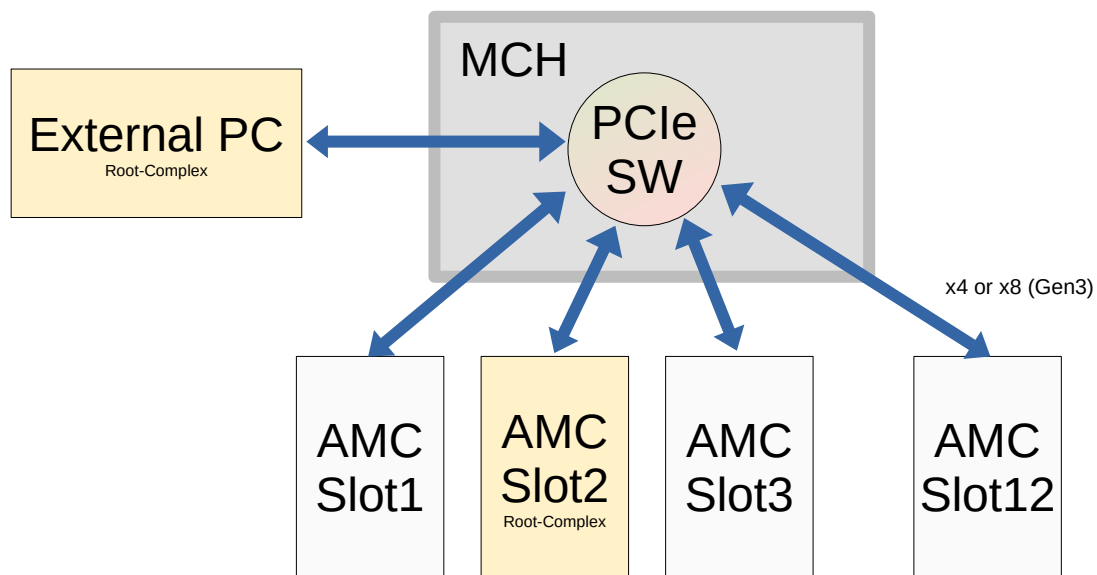 MCH
PCIe
SW
External PC
Root-Complex
x4 or x8 (Gen3)
AMC
Slot1
AMC
Slot2
Root-Complex
AMC
Slot3
AMC
Slot12